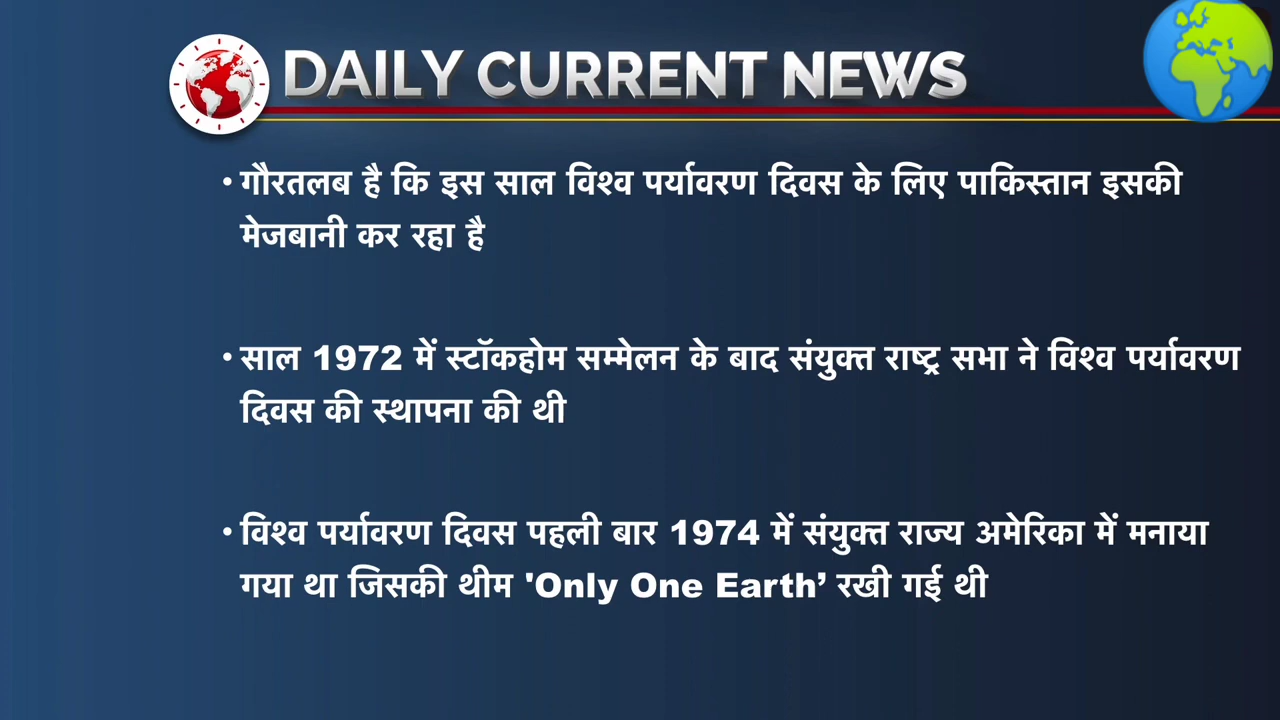 DAILY CURRENT NEWS
• गौरतलब है कि इस साल विश्व पर्यावरण दिवस के लिए पाकिस्तान इसकी
मेजबानी कर रहा है
• साल 1972 में स्टॉकहोम सम्मेलन के बाद संयुक्त राष्ट्र सभा ने विश्व पर्यावरण
दिवस की स्थापना की थी
• विश्व पर्यावरण दिवस पहली बार 1974 में संयुक्त राज्य अमेरिका में मनाया
गया था जिसकी थीम 'Only One Earth’ रखी गई थी